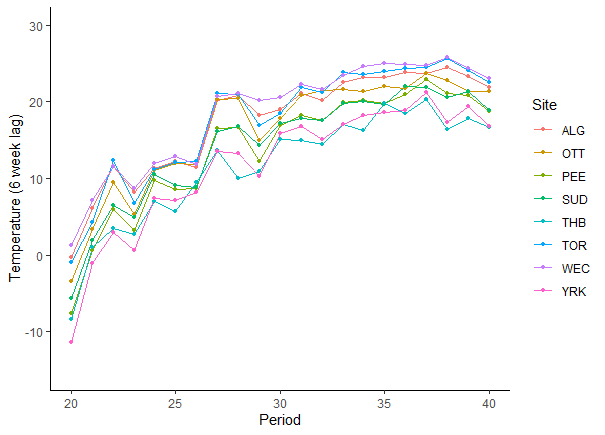 30
20
10
0
-10
Temperature (6 week lag)
20
25
30
35
40
Period
Site
ALG
OTT
PEE
SUD
THB
TOR
WEC
YRK